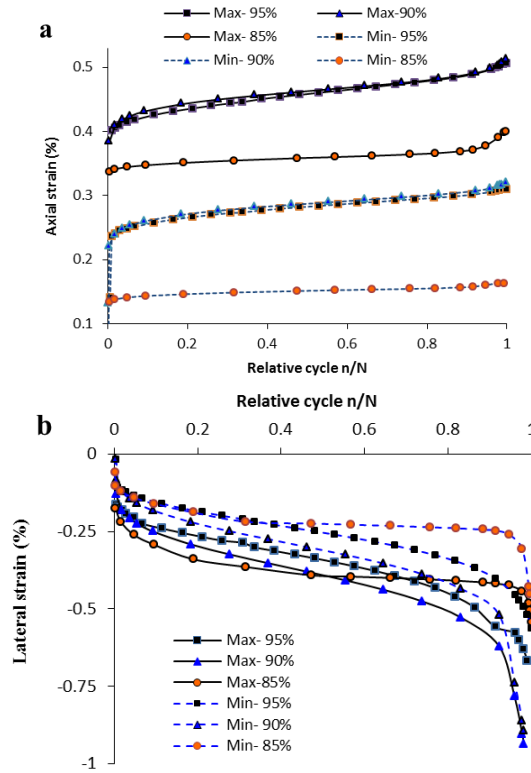 a
Max- 95% Max-90%
Max- 85% Min- 95%
Min- 90% Min- 85%
0.5
0.4
0.3
0.2
0.1
Axial strain (%)
0 0.2 0.4 0.6 0.8 1
Relative cycle n/N
Relative cycle n/N
b
0 0.2 0.4 0.6 0.8 1
0
-0.25
-0.5
-0.75
-1
Lateral strain (%)
Max- 95%
Max- 90%
Max-85%
Min- 95%
Min- 90%
Min- 85%